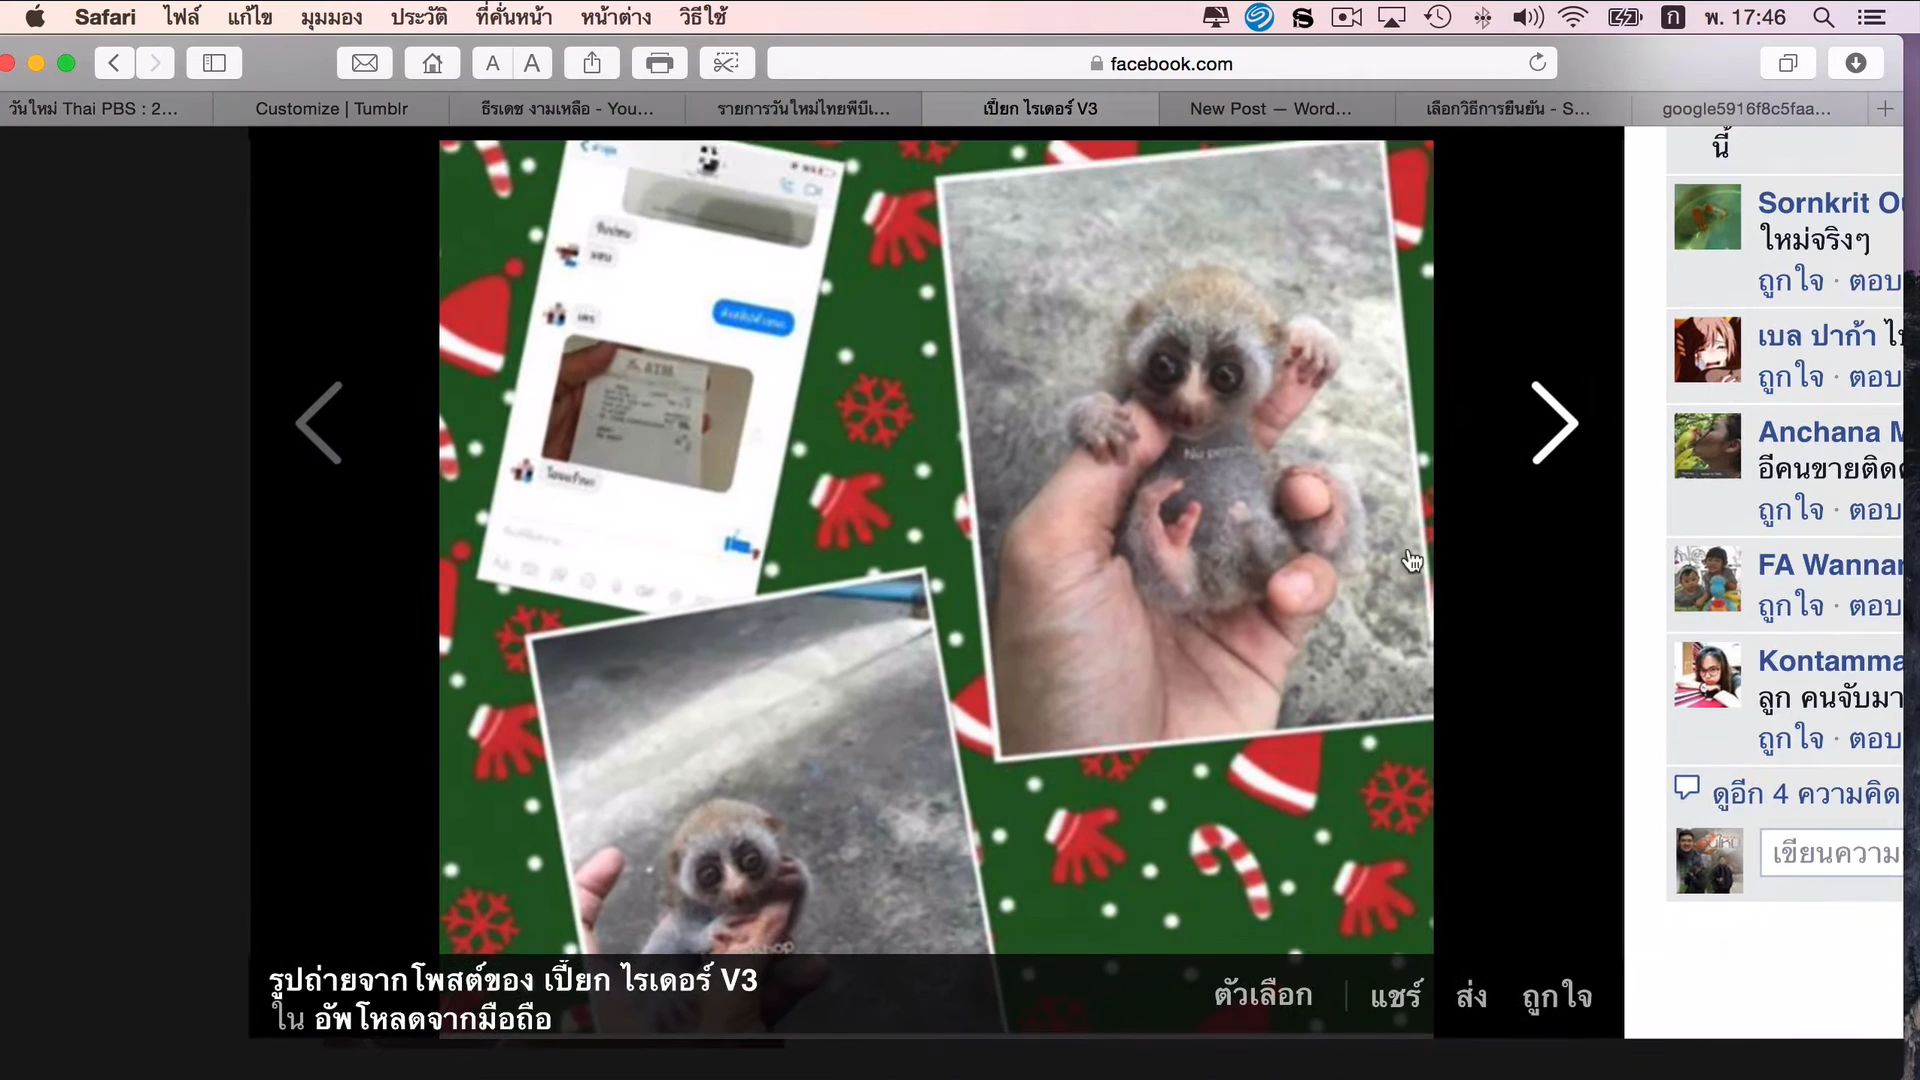 Safari ไฟล์ แก้ไข มุมมอง ประวัติ ที่คั่นหน้า หน้าต่าง วิธีใช้
ก พ. 17:46
A A facebook.com
วันใหม่ Thai PBS : 2...
Customize | Tumblr
ธีรเดช งามเหลือ - You...
รายการวันใหม่ไทยพีบีเ...
เปี๊ยก ไรเดอร์ V3
New Post — Word...
เลือกวิธีการยืนยัน - S...
google5916f8c5faa...
ATM
รูปถ่ายจากโพสต์ของ เปี๊ยก ไรเดอร์ V3
ใน อัพโหลดจากมือถือ
ตัวเลือก แชร์ ส่ง ถูกใจ
นี้
Sornkrit
ใหม่จริงๆ
ถูกใจ · ตอบ
เบล ปาก้า
ถูกใจ · ตอบ
Anchana
อีคนขายติด
ถูกใจ · ตอบ
FA Wannar
ถูกใจ · ตอบ
Kontamma
ลูก คนจับมา
ถูกใจ · ตอบ
ดูอีก 4 ความคิด
เขียนความ